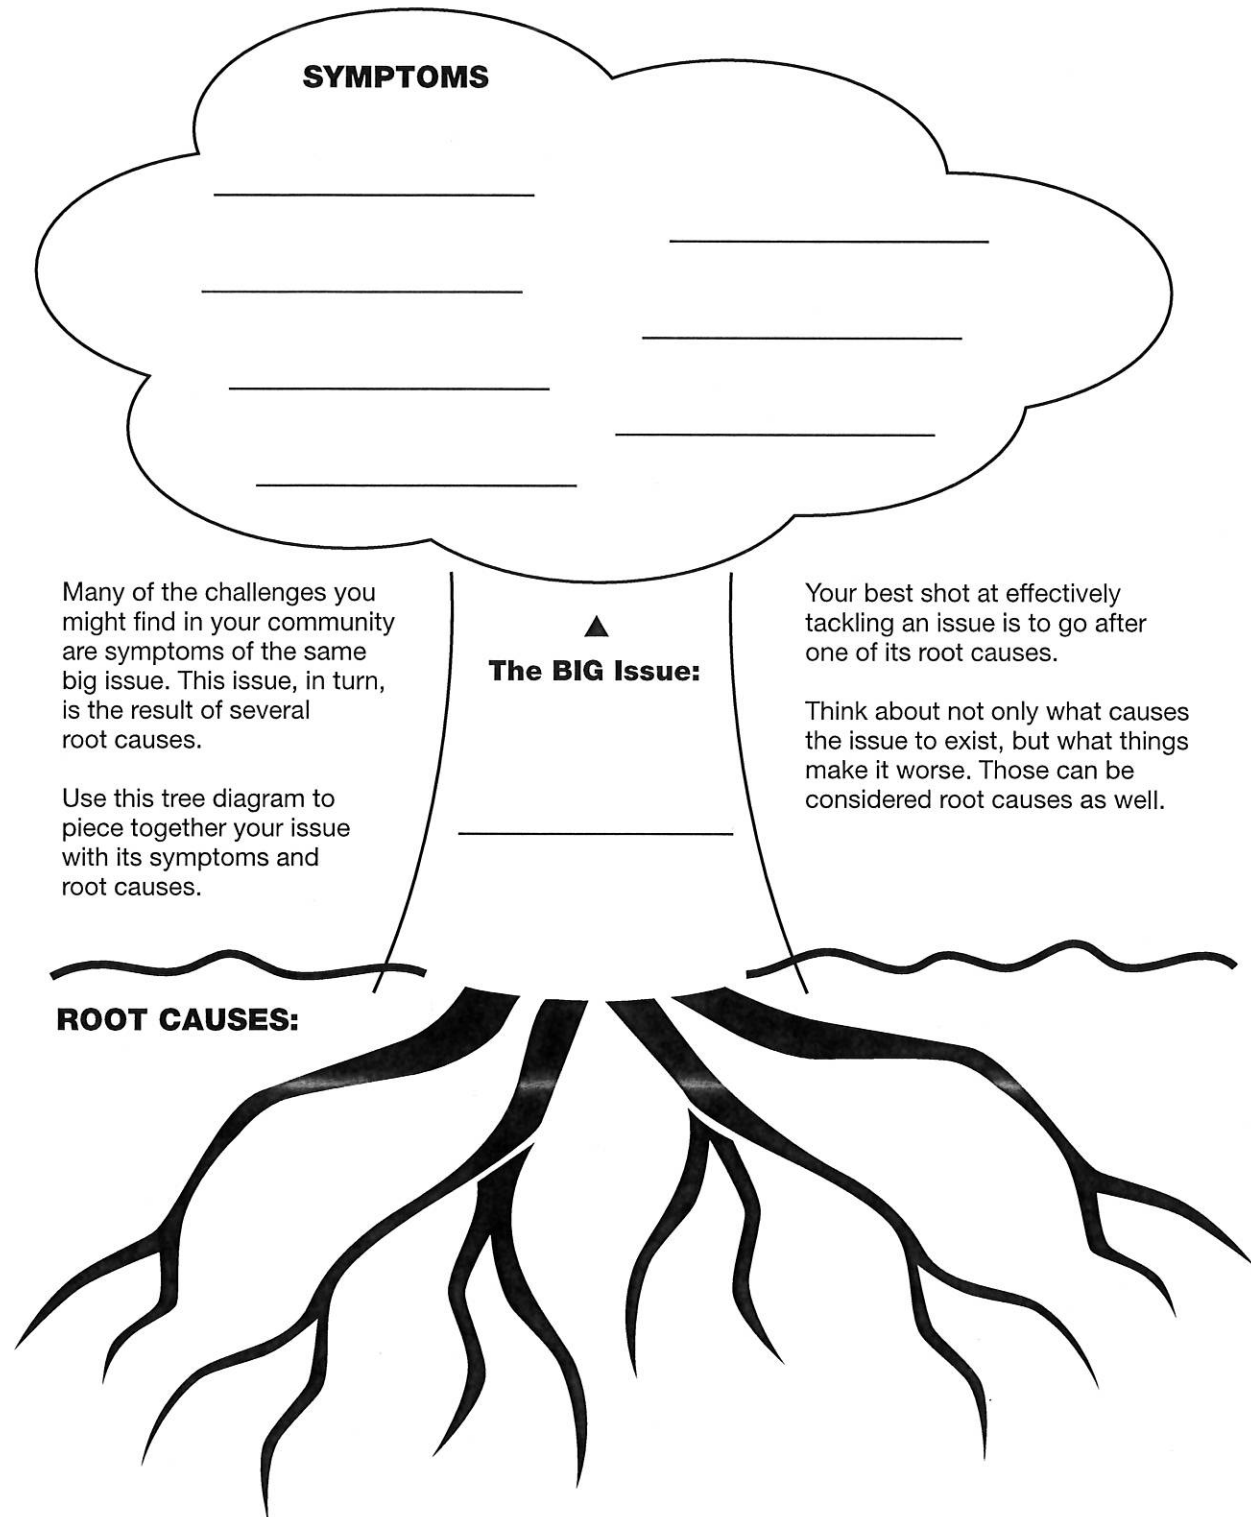 SYMPTOMS
Many of the challenges you
might find in your community
are symptoms of the same
big issue. This issue, in turn,
is the result of several
root causes.
Use this tree diagram to
piece together your issue
with its symptoms and
root causes.
The BIG Issue:
Your best shot at effectively
tackling an issue is to go after
one of its root causes.
Think about not only what causes
the issue to exist, but what things
make it worse. Those can be
considered root causes as well.
ROOT CAUSES: